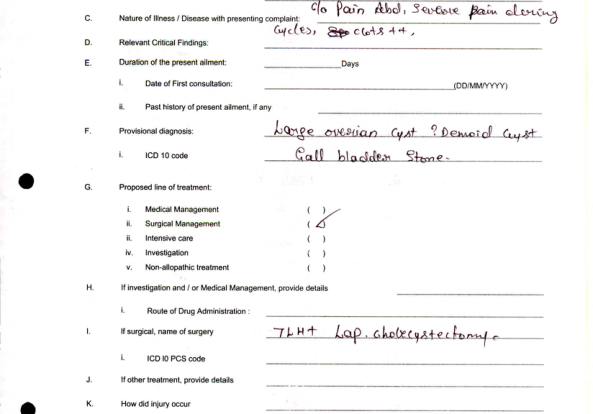 c/o Pain Abd, Severe Pain during
C. Nature of Illness / Disease with presenting complaint:
Cycles, clots ++,
D. Relevant Critical Findings:
E. Duration of the present ailment: Days
i. Date of First consultation: (DD/MM/YYYY)
ii. Past history of present ailment, if any
F. Provisional diagnosis: Large overian Cyst ? Demoid Cyst
i. ICD 10 code Gall bladder Stone.
G. Proposed line of treatment:
i. Medical Management ( )
ii. Surgical Management ( )
ii. Intensive care ( )
iv. Investigation ( )
v. Non-allopathic treatment ( )
H. If investigation and / or Medical Management, provide details
i. Route of Drug Administration :
I. If surgical, name of surgery TLH+ Lap. cholecystectomy.
i. ICD I0 PCS code
J. If other treatment, provide details
K. How did injury occur